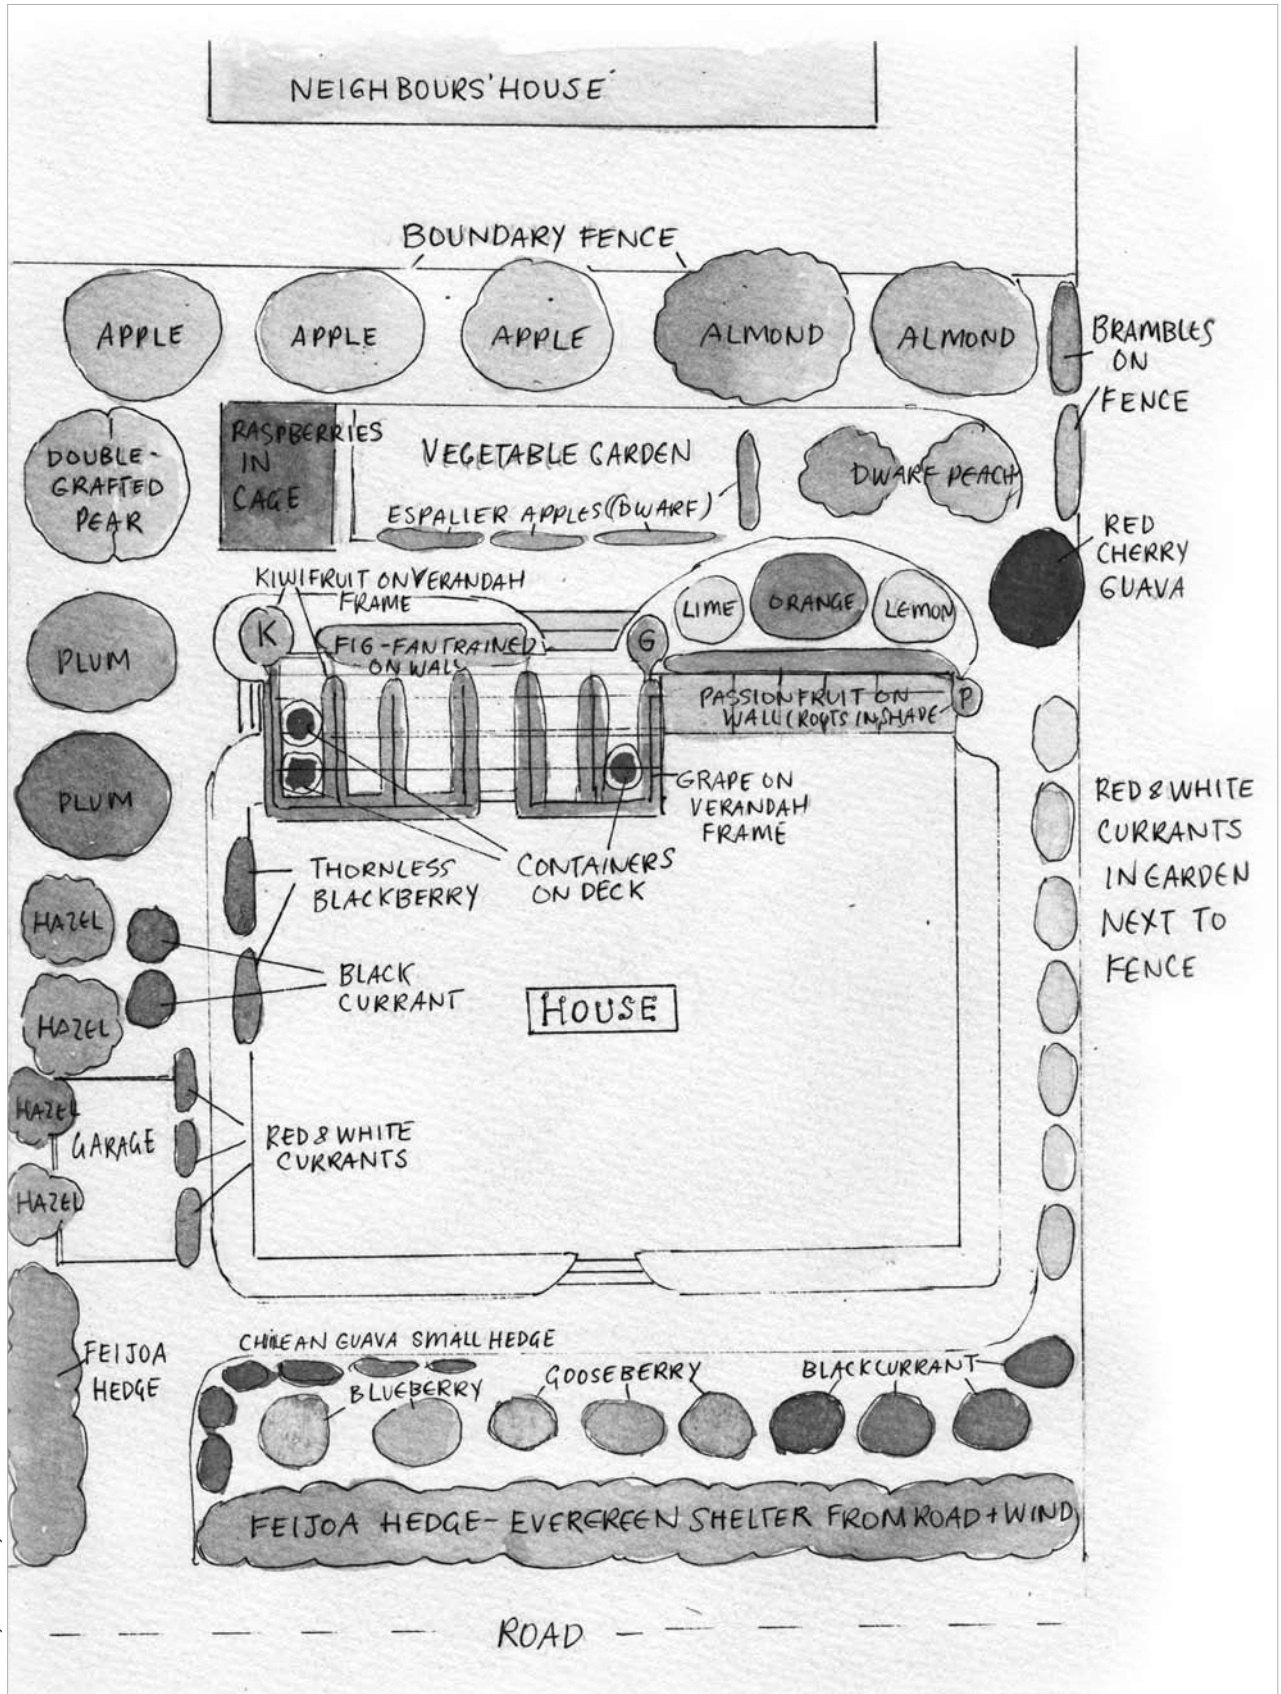 NEIGHBOURS' HOUSE
BOUNDARY FENCE
APPLE
APPLE
APPLE
ALMOND
ALMOND
BRAMBLES
ON
FENCE
DOUBLE-
GRAFTED
PEAR
RASPBERRIES
IN
CAGE
VEGETABLE GARDEN
ESPALIER APPLES (DWARF)
DWARF PEACH
RED
CHERRY
GUAVA
KIWIFRUIT ON VERANDAH
FRAME
K
FIG - FAN TRAINED
ON WALL
G
LIME
ORANGE
LEMON
PLUM
PASSIONFRUIT ON
WALL (ROOTS IN SHADE
P
PLUM
GRAPE ON
VERANDAH
FRAME
RED & WHITE
CURRANTS
IN GARDEN
NEXT TO
FENCE
THORNLESS
BLACKBERRY
CONTAINERS
ON DECK
HAZEL
BLACK
CURRANT
HAZEL
HOUSE
HAZEL
GARAGE
RED & WHITE
CURRANTS
HAZEL
FEIJOA
HEDGE
CHILEAN GUAVA SMALL HEDGE
BLUEBERRY
GOOSEBERRY
BLACKCURRANT
FEIJOA HEDGE - EVERGREEN SHELTER FROM ROAD + WIND
ROAD